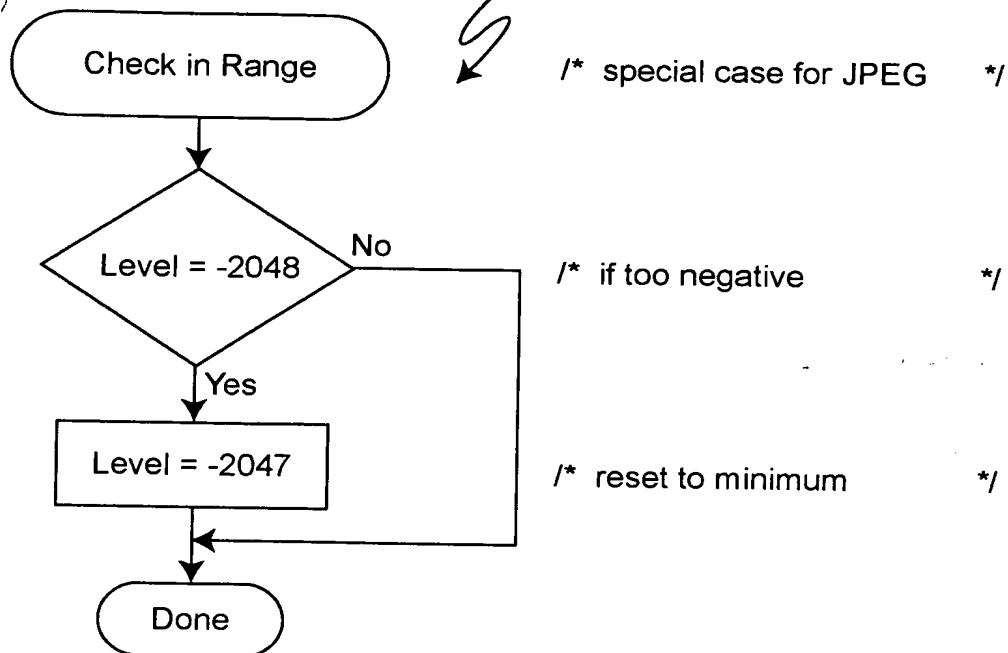 Check in Range /* special case for JPEG */
Level = -2048 No /* if too negative */
Yes
Level = -2047 /* reset to minimum */
Done